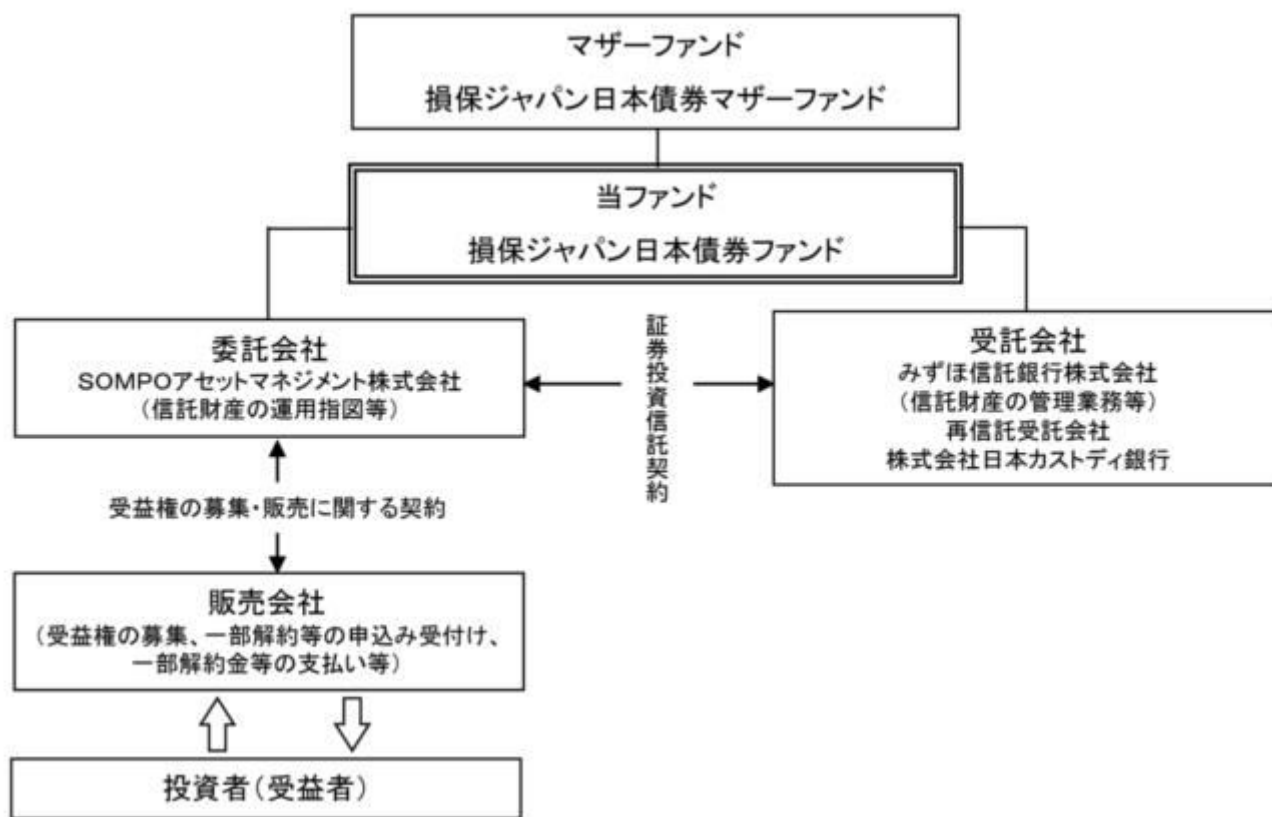 マザーファンド
損保ジャパン日本債券マザーファンド
当ファンド
損保ジャパン日本債券ファンド
委託会社
SOMPOアセットマネジメント株式会社
（信託財産の運用指図等）
証券投資信託契約
受託会社
みずほ信託銀行株式会社
（信託財産の管理業務等）
再信託受託会社
株式会社日本カストディ銀行
受益権の募集・販売に関する契約
販売会社
（受益権の募集、一部解約等の申込み受付け、
一部解約金等の支払い等）
投資者（受益者）